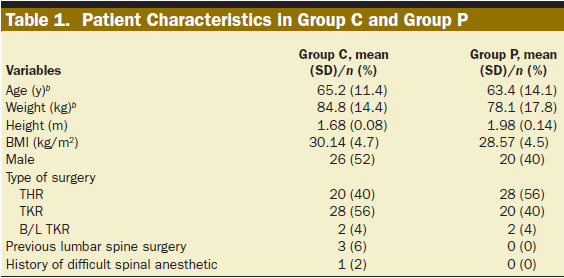 Table 1. Patient Characteristics in Group C and Group P
Variables Group C, mean (SD)/n (%) Group P, mean (SD)/n (%)
Age (y)b 65.2 (11.4) 63.4 (14.1)
Weight (kg)b 84.8 (14.4) 78.1 (17.8)
Height (m) 1.68 (0.08) 1.98 (0.14)
BMI (kg/m²) 30.14 (4.7) 28.57 (4.5)
Male 26 (52) 20 (40)
Type of surgery
THR 20 (40) 28 (56)
TKR 28 (56) 20 (40)
B/L TKR 2 (4) 2 (4)
Previous lumbar spine surgery 3 (6) 0 (0)
History of difficult spinal anesthetic 1 (2) 0 (0)